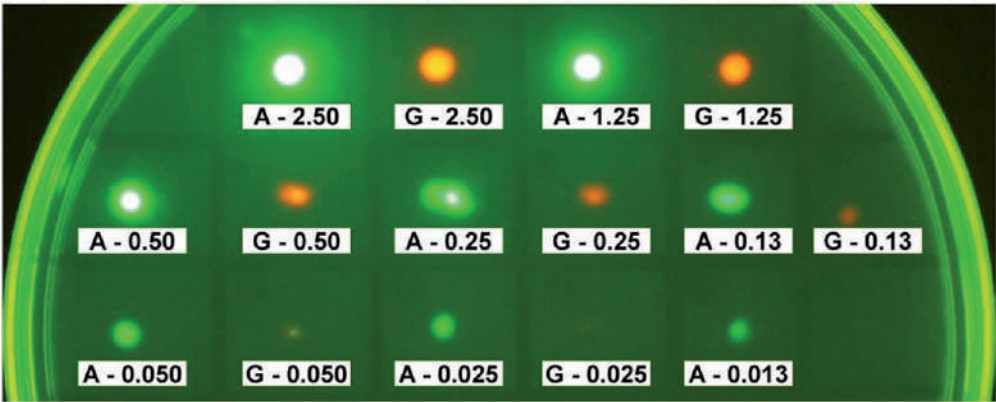 A - 2.50 G - 2.50 A - 1.25 G - 1.25
A - 0.50 G - 0.50 A - 0.25 G - 0.25 A - 0.13 G - 0.13
A - 0.050 G - 0.050 A - 0.025 G - 0.025 A - 0.013